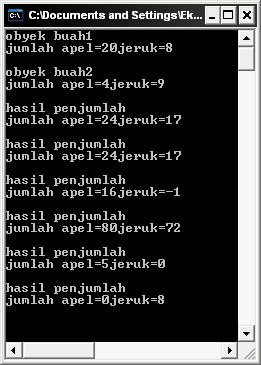 C:\Documents and Settings\Ek...
obyek buah1
jumlah apel=20jeruk=8
obyek buah2
jumlah apel=4jeruk=9
hasil penjumlah
jumlah apel=24jeruk=17
hasil penjumlah
jumlah apel=24jeruk=17
hasil penjumlah
jumlah apel=16jeruk=-1
hasil penjumlah
jumlah apel=80jeruk=72
hasil penjumlah
jumlah apel=5jeruk=0
hasil penjumlah
jumlah apel=0jeruk=8